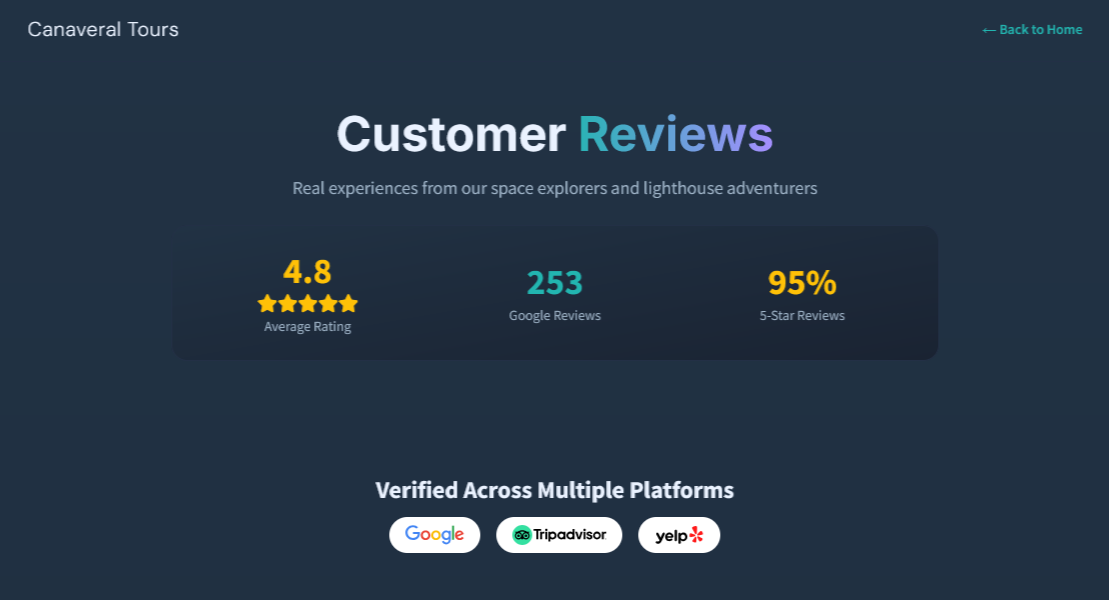 Canaveral Tours
← Back to Home
Customer Reviews
Real experiences from our space explorers and lighthouse adventurers
4.8
Average Rating
253
Google Reviews
95%
5-Star Reviews
Verified Across Multiple Platforms
Google
Tripadvisor
yelp